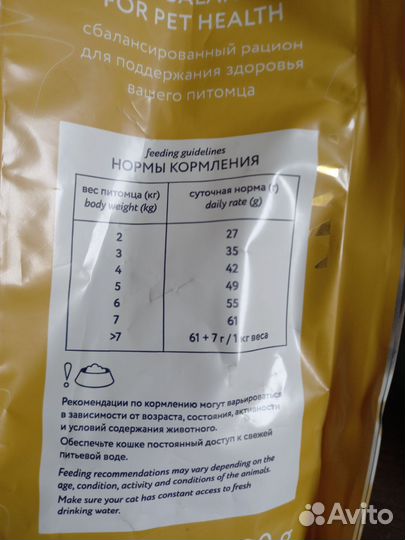 FOR PET HEALTH
сбалансированный рацион
для поддержания здоровья
вашего питомца
feeding guidelines
НОРМЫ КОРМЛЕНИЯ
вес питомца (кг) суточная норма (г)
body weight (kg) daily rate (g)
2 27
3 35
4 42
5 49
6 55
7 61
>7 61 + 7 г / 1 кг веса
Рекомендации по кормлению могут варьироваться
в зависимости от возраста, состояния, активности
и условий содержания животного.
Обеспечьте кошке постоянный доступ к свежей
питьевой воде.
Feeding recommendations may vary depending on the
age, condition, activity and conditions of the animals.
Make sure your cat has constant access to fresh
drinking water.
Avito